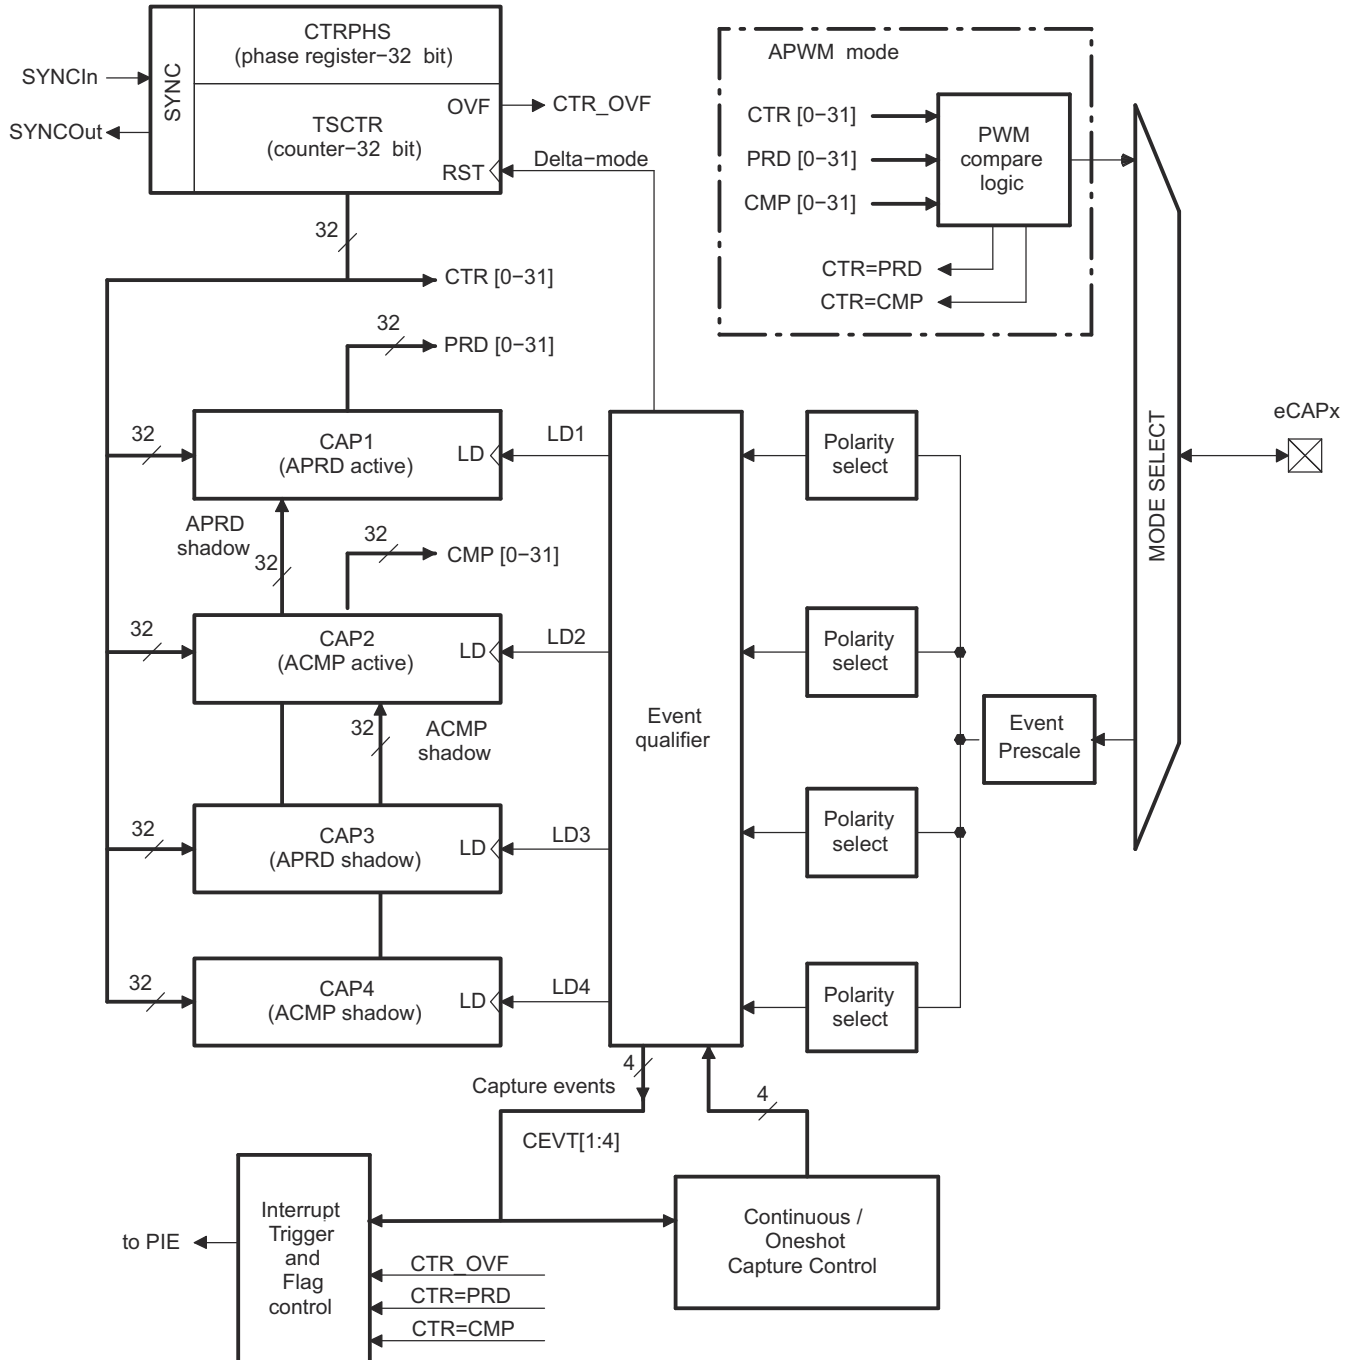 CTRPHS
(phase register−32 bit)
APWM mode
SYNCIn
SYNC
OVF
CTR_OVF
SYNCOut
TSCTR
(counter−32 bit)
RST
Delta−mode
CTR [0−31]
PRD [0−31]
CMP [0−31]
PWM
compare
logic
CTR=PRD
CTR=CMP
32
CTR [0−31]
32
PRD [0−31]
32
CAP1
(APRD active)
LD
LD1
Polarity
select
eCAPx
MODE SELECT
APRD
shadow
32
32
CMP [0−31]
32
CAP2
(ACMP active)
LD
LD2
Polarity
select
32
ACMP
shadow
Event
qualifier
Event
Prescale
32
CAP3
(APRD shadow)
LD
LD3
Polarity
select
32
CAP4
(ACMP shadow)
LD
LD4
Polarity
select
4
Capture events
4
CEVT[1:4]
Interrupt
Trigger
and
Flag
control
to PIE
Continuous /
Oneshot
Capture Control
CTR_OVF
CTR=PRD
CTR=CMP